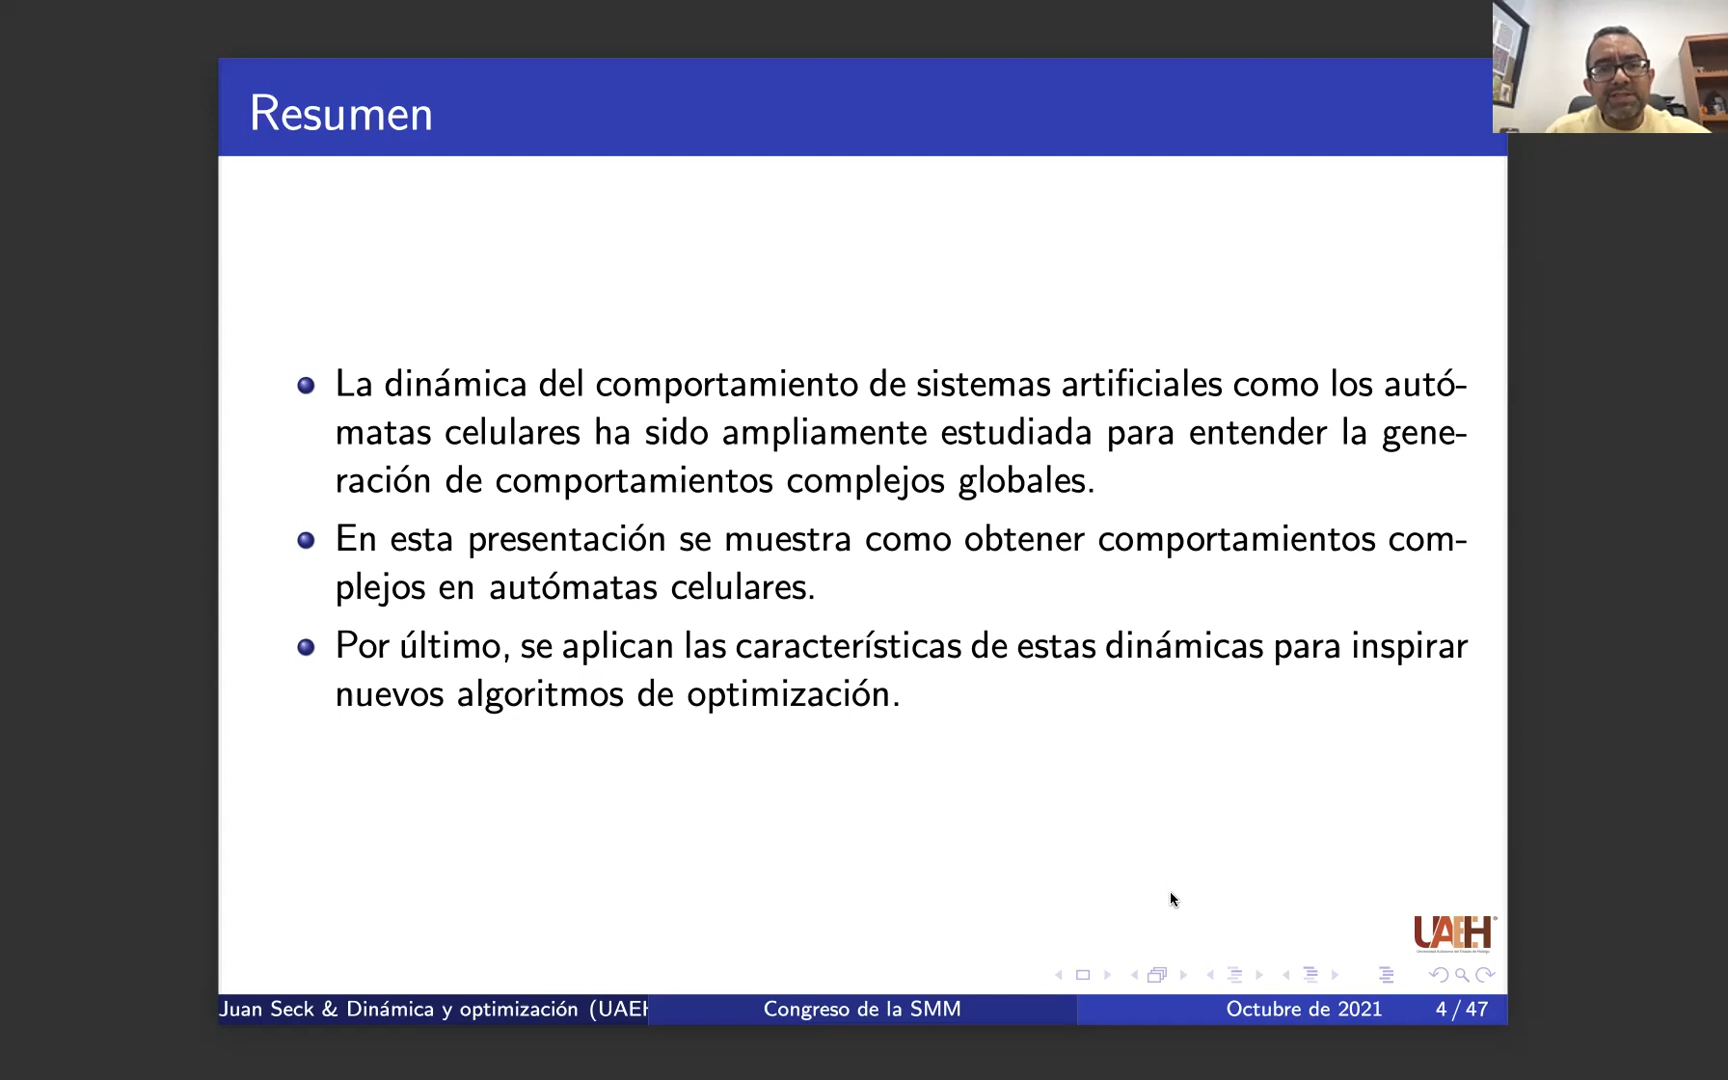 Resumen
La dinámica del comportamiento de sistemas artificiales como los autó-
matas celulares ha sido ampliamente estudiada para entender la gene-
ración de comportamientos complejos globales.
En esta presentación se muestra como obtener comportamientos com-
plejos en autómatas celulares.
Por último, se aplican las características de estas dinámicas para inspirar
nuevos algoritmos de optimización.
UAEH
Juan Seck & Dinámica y optimización (UAEH
Congreso de la SMM
Octubre de 2021
4 / 47